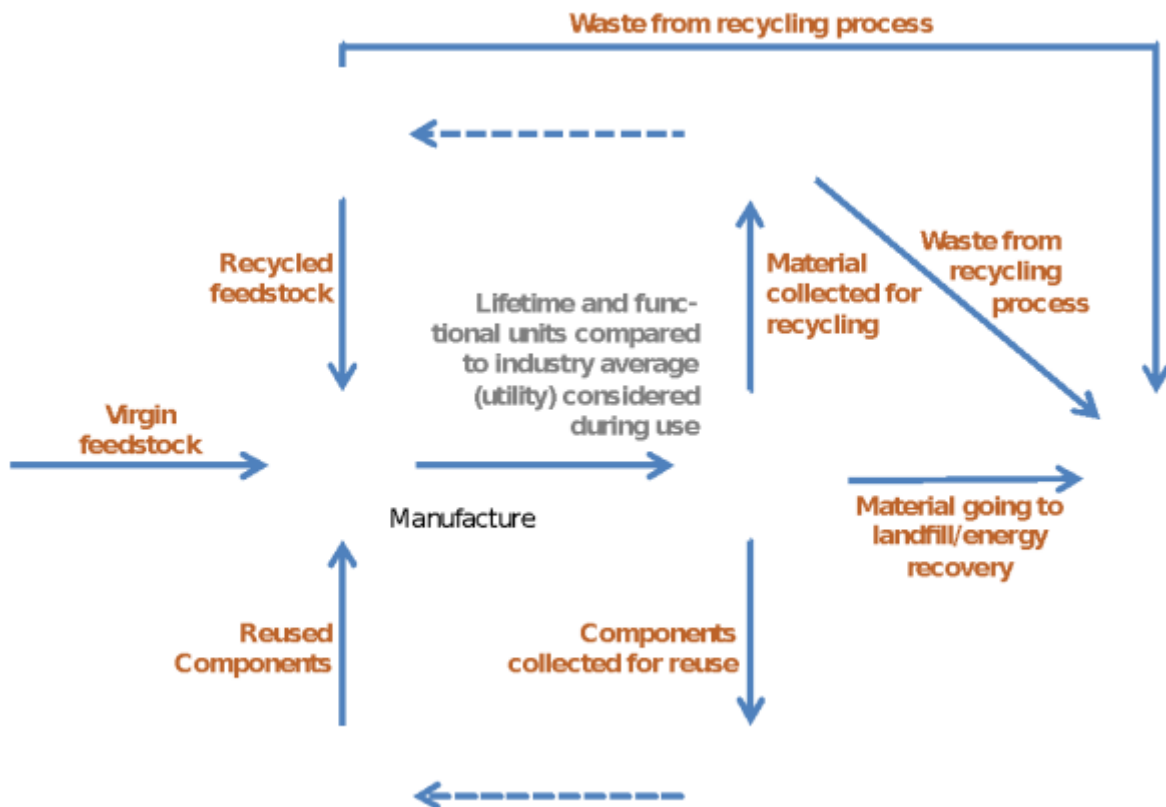 Waste from recycling process
Recycled
feedstock
Lifetime and func-
tional units compared
to industry average
(utility) considered
during use
Material
collected for
recycling
Waste from
recycling
process
Virgin
feedstock
Manufacture
Material going to
landfill/energy
recovery
Reused
Components
Components
collected for reuse